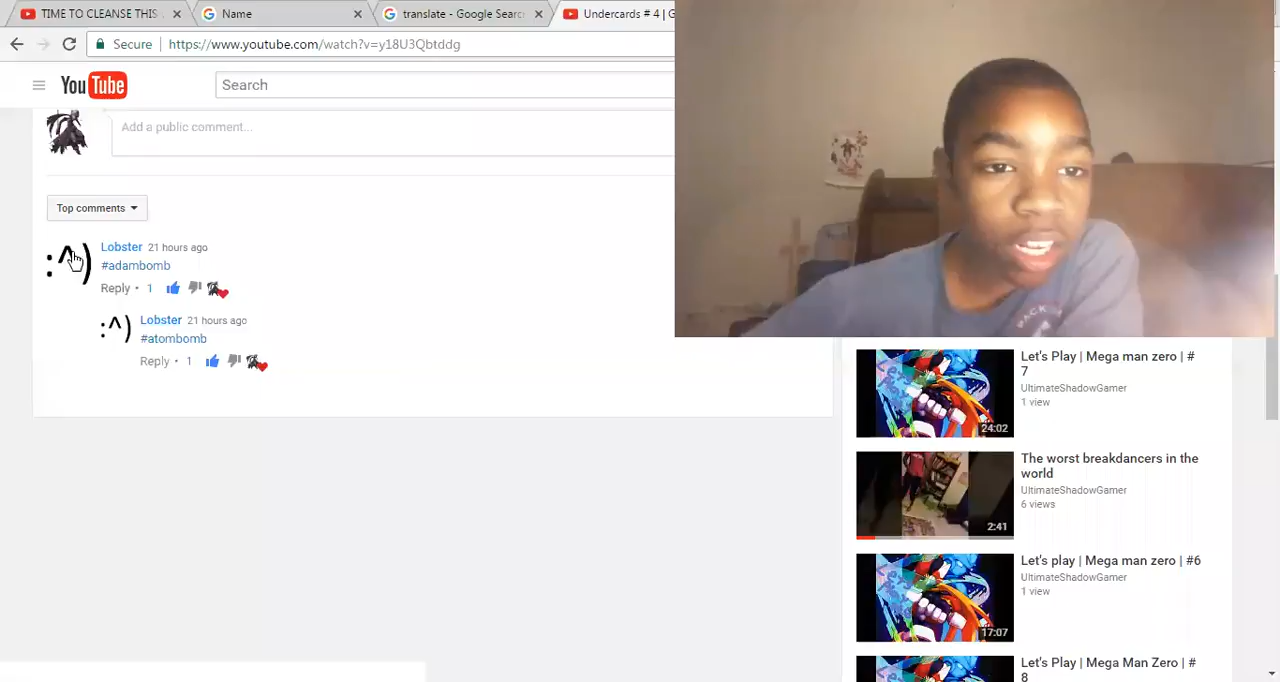 TIME TO CLEANSE THIS
Name
translate - Google Searc
Undercards # 4 | G
Secure
https://www.youtube.com/watch?v=y18U3Qbtddg
YouTube
Search
Add a public comment...
Top comments
:^)
Lobster 21 hours ago
#adambomb
Reply • 1
:^)
Lobster 21 hours ago
#atombomb
Reply • 1
Let's Play | Mega man zero | #
7
UltimateShadowGamer
1 view
24:02
The worst breakdancers in the
world
UltimateShadowGamer
6 views
2:41
Let's play | Mega man zero | #6
UltimateShadowGamer
1 view
17:07
Let's Play | Mega Man Zero | #
8